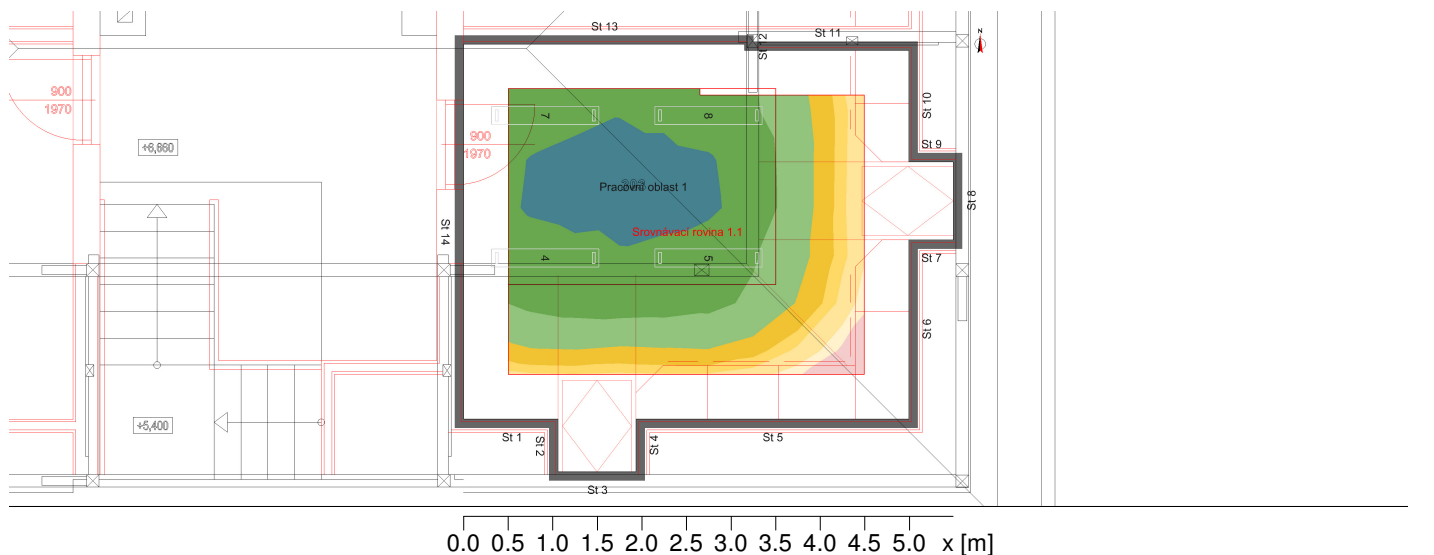 St 13
St 12
St 11
N
900
1970
900
1970
7
8
St 10
+6,660
St 9
Pracovní oblast 1
St 8
Srovnávací rovina 1.1
St 14
4
5
St 7
St 6
+5,400
St 1
St 2
St 4
St 5
St 3
0.0 0.5 1.0 1.5 2.0 2.5 3.0 3.5 4.0 4.5 5.0 x [m]